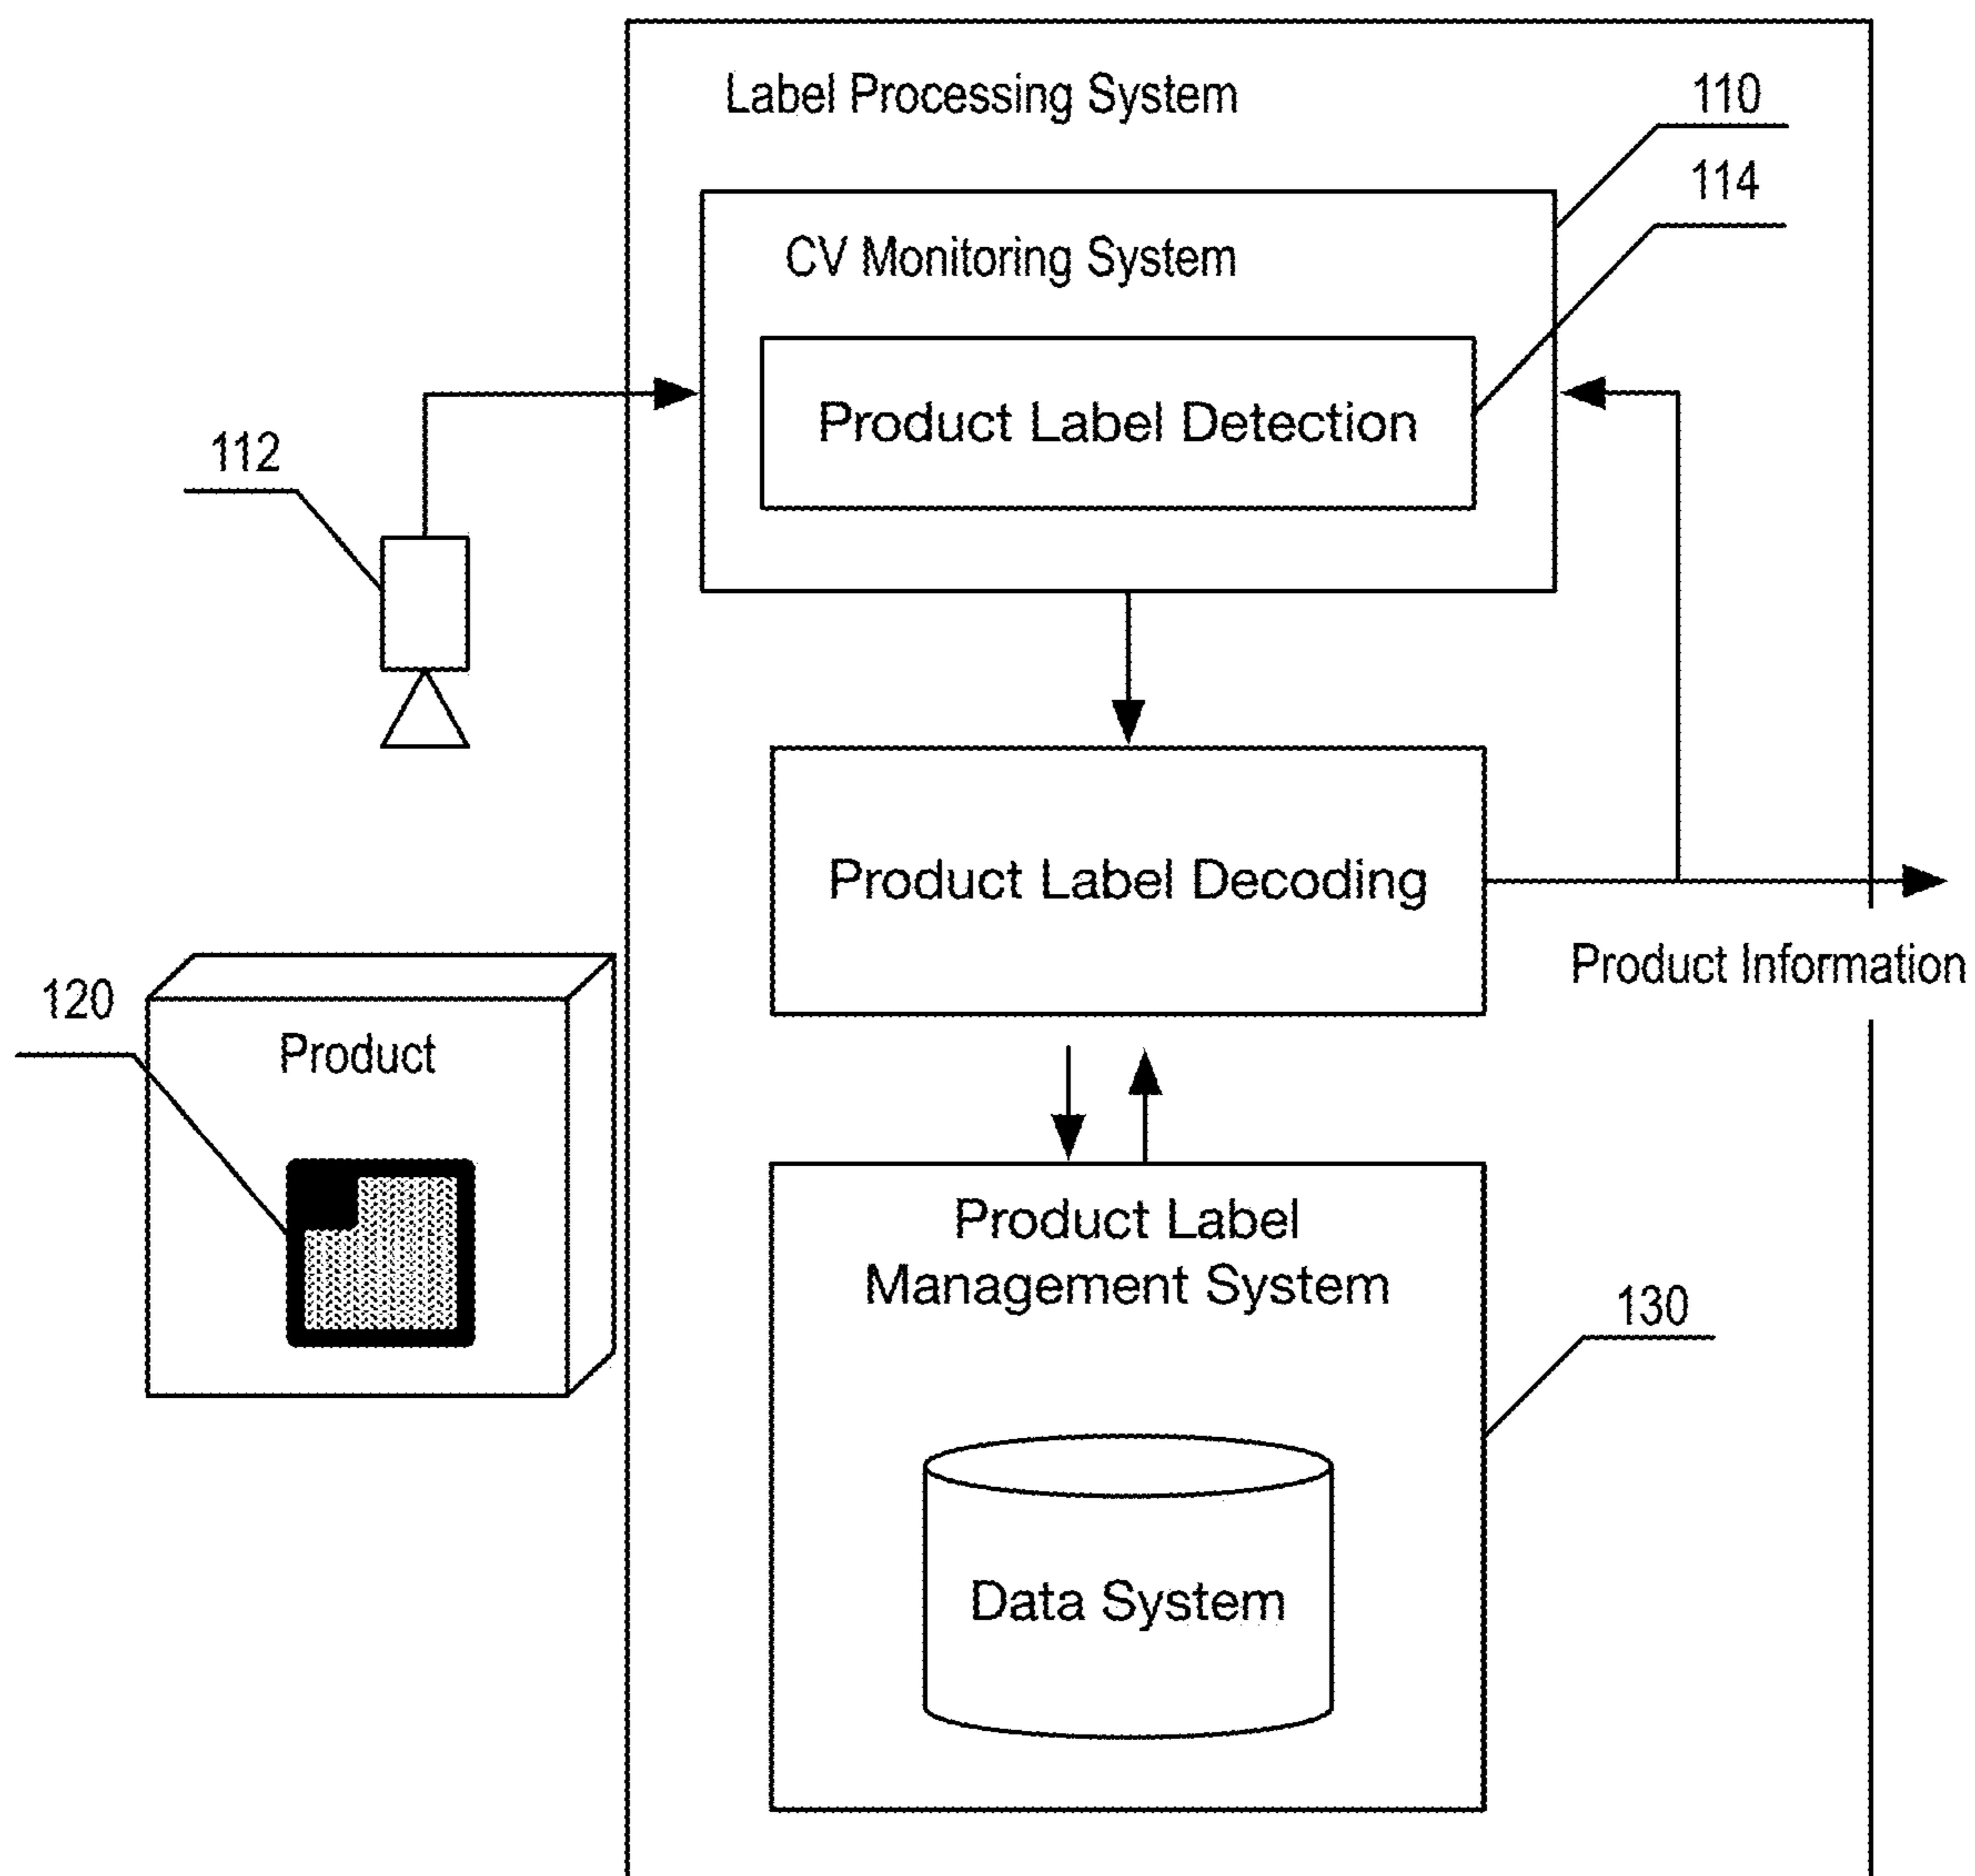 Label Processing System
110
114
CV Monitoring System
Product Label Detection
112
Product Label Decoding
Product Information
120
Product
Product Label
Management System
130
Data System